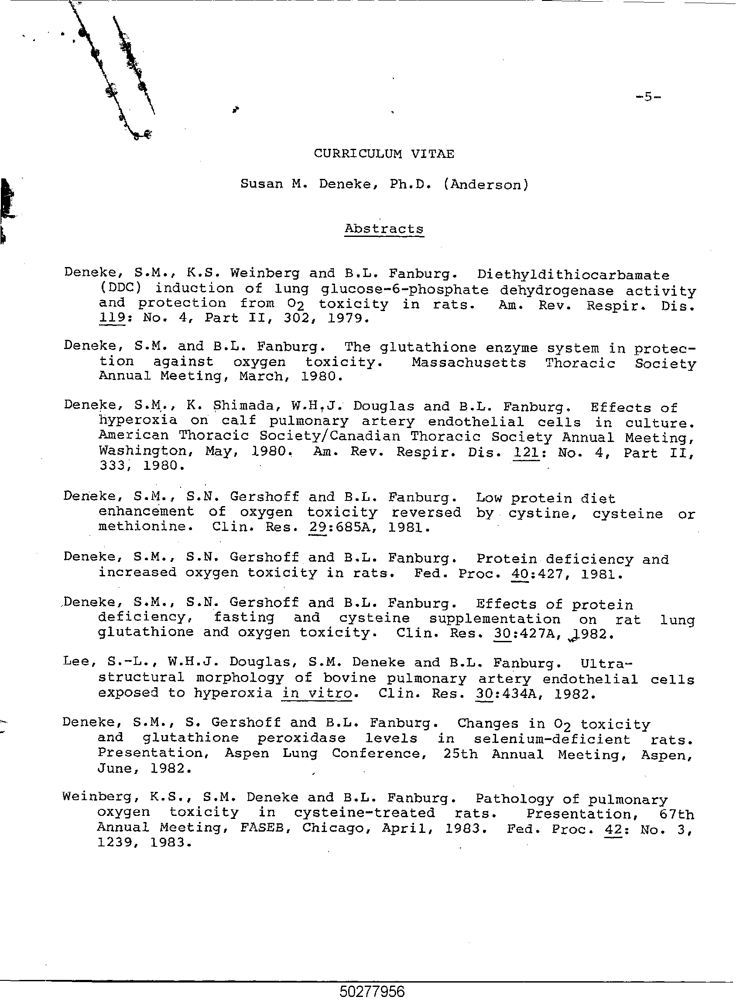 -5-
CURRICULUM VITAE
Susan M. Deneke, Ph.D. (Anderson)
Abstracts
Deneke, S.M., K.S. Weinberg and B.L. Fanburg. Diethyldithiocarbamate
(DDC) induction of lung glucose-6-phosphate dehydrogenase activity
and protection from O2 toxicity in rats. Am. Rev. Respir. Dis.
119: No. 4, Part II, 302, 1979.
Deneke, S.M. and B.L. Fanburg. The glutathione enzyme system in protec-
tion against oxygen toxicity. Massachusetts Thoracic Society
Annual Meeting, March, 1980.
Deneke, S.M., K. Shimada, W.H.J. Douglas and B.L. Fanburg. Effects of
hyperoxia on calf pulmonary artery endothelial cells in culture.
American Thoracic Society/Canadian Thoracic Society Annual Meeting,
Washington, May, 1980. Am. Rev. Respir. Dis. 121: No. 4, Part II,
333, 1980.
Deneke, S.M., S.N. Gershoff and B.L. Fanburg. Low protein diet
enhancement of oxygen toxicity reversed by cystine, cysteine or
methionine. Clin. Res. 29:685A, 1981.
Deneke, S.M., S.N. Gershoff and B.L. Fanburg. Protein deficiency and
increased oxygen toxicity in rats. Fed. Proc. 40:427, 1981.
Deneke, S.M., S.N. Gershoff and B.L. Fanburg. Effects of protein
deficiency, fasting and cysteine supplementation on rat lung
glutathione and oxygen toxicity. Clin. Res. 30:427A, 1982.
Lee, S.-L., W.H.J. Douglas, S.M. Deneke and B.L. Fanburg. Ultra-
structural morphology of bovine pulmonary artery endothelial cells
exposed to hyperoxia in vitro. Clin. Res. 30:434A, 1982.
Deneke, S.M., S. Gershoff and B.L. Fanburg. Changes in O2 toxicity
and glutathione peroxidase levels in selenium-deficient rats.
Presentation, Aspen Lung Conference, 25th Annual Meeting, Aspen,
June, 1982.
Weinberg, K.S., S.M. Deneke and B.L. Fanburg. Pathology of pulmonary
oxygen toxicity in cysteine-treated rats. Presentation, 67th
Annual Meeting, FASEB, Chicago, April, 1983. Fed. Proc. 42: No. 3,
1239, 1983.
50277956